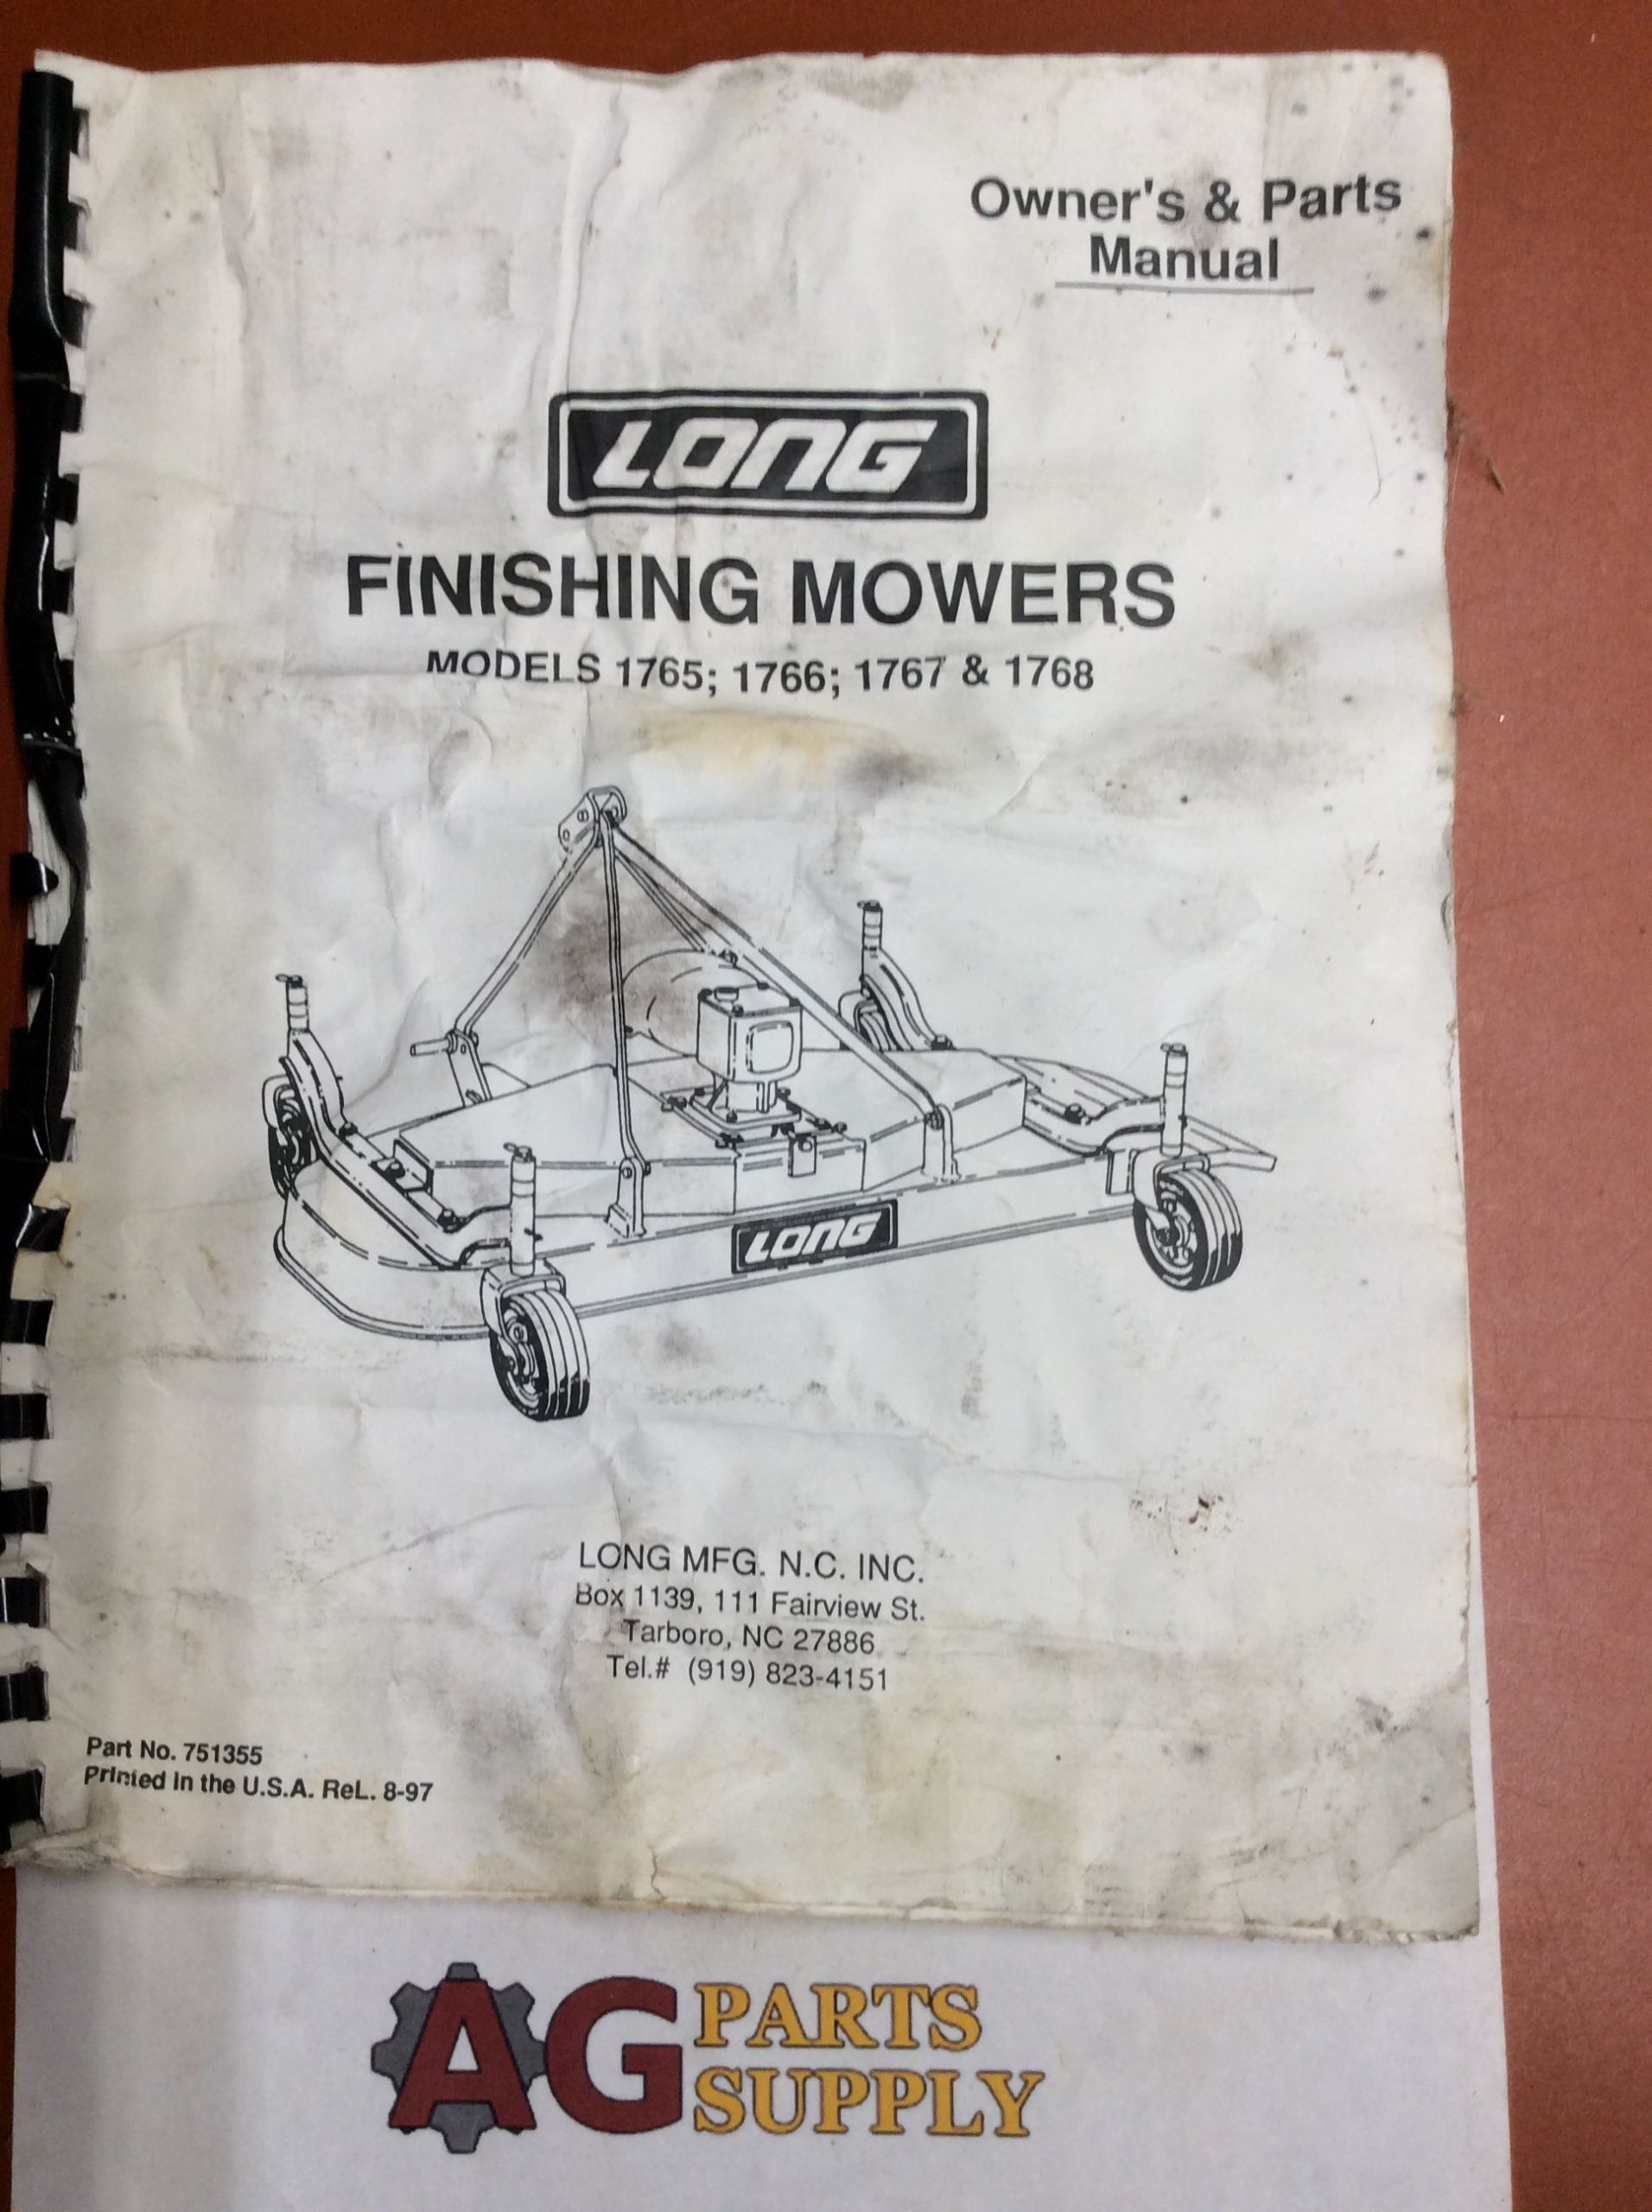 Owner's & Parts
Manual
LONG
FINISHING MOWERS
MODELS 1765; 1766; 1767 & 1768
LONG
LONG MFG. N.C. INC.
Box 1139, 111 Fairview St.
Tarboro, NC 27886
Tel.# (919) 823-4151
Part No. 751355
Printed in the U.S.A. ReL. 8-97
AG PARTS
SUPPLY